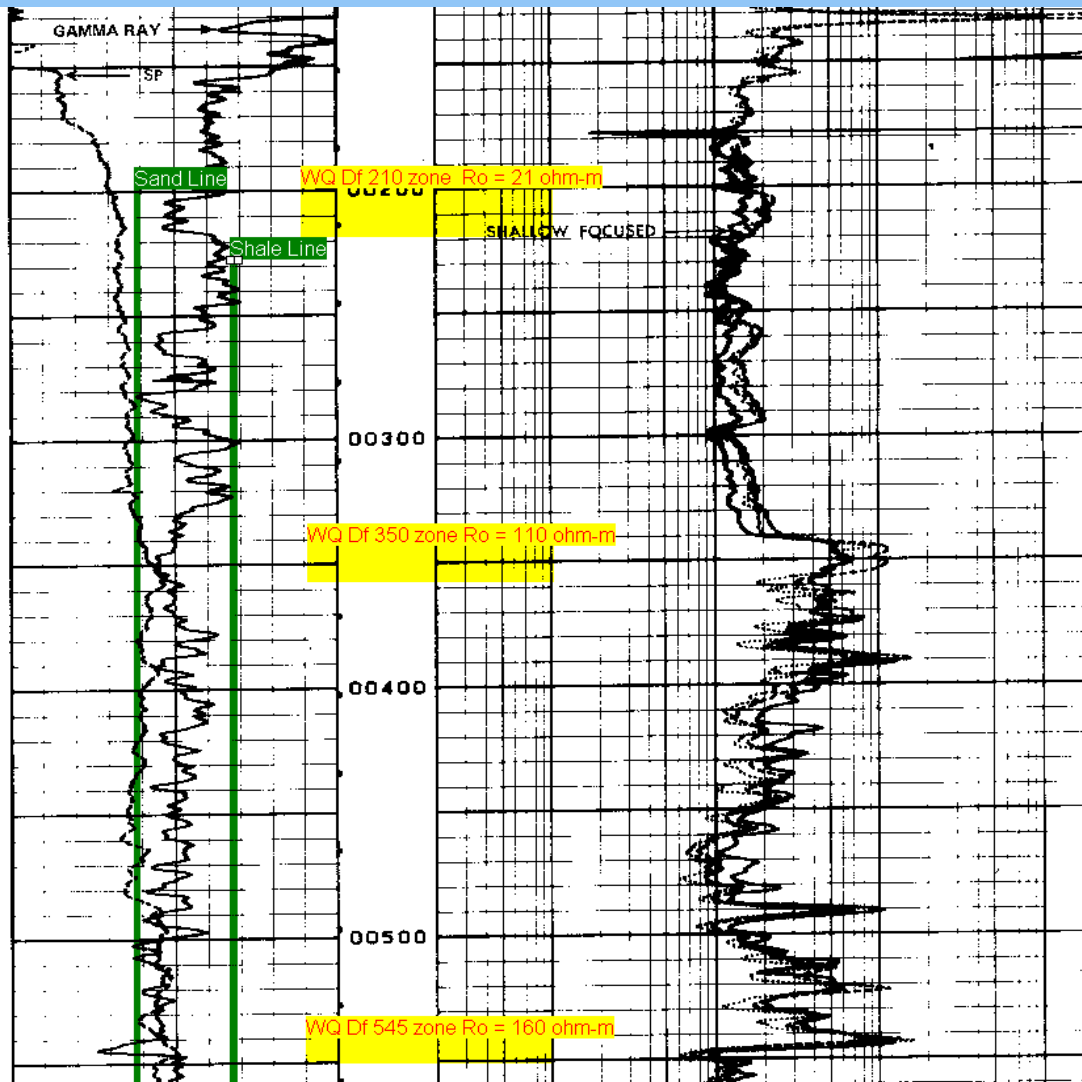 GAMMA RAY
SP
Sand Line
WQ Df 210 zone Ro = 21 ohm-m
00200
SHALLOW FOCUSED
Shale Line
00300
WQ Df 350 zone Ro = 110 ohm-m
00400
00500
WQ Df 545 zone Ro = 160 ohm-m